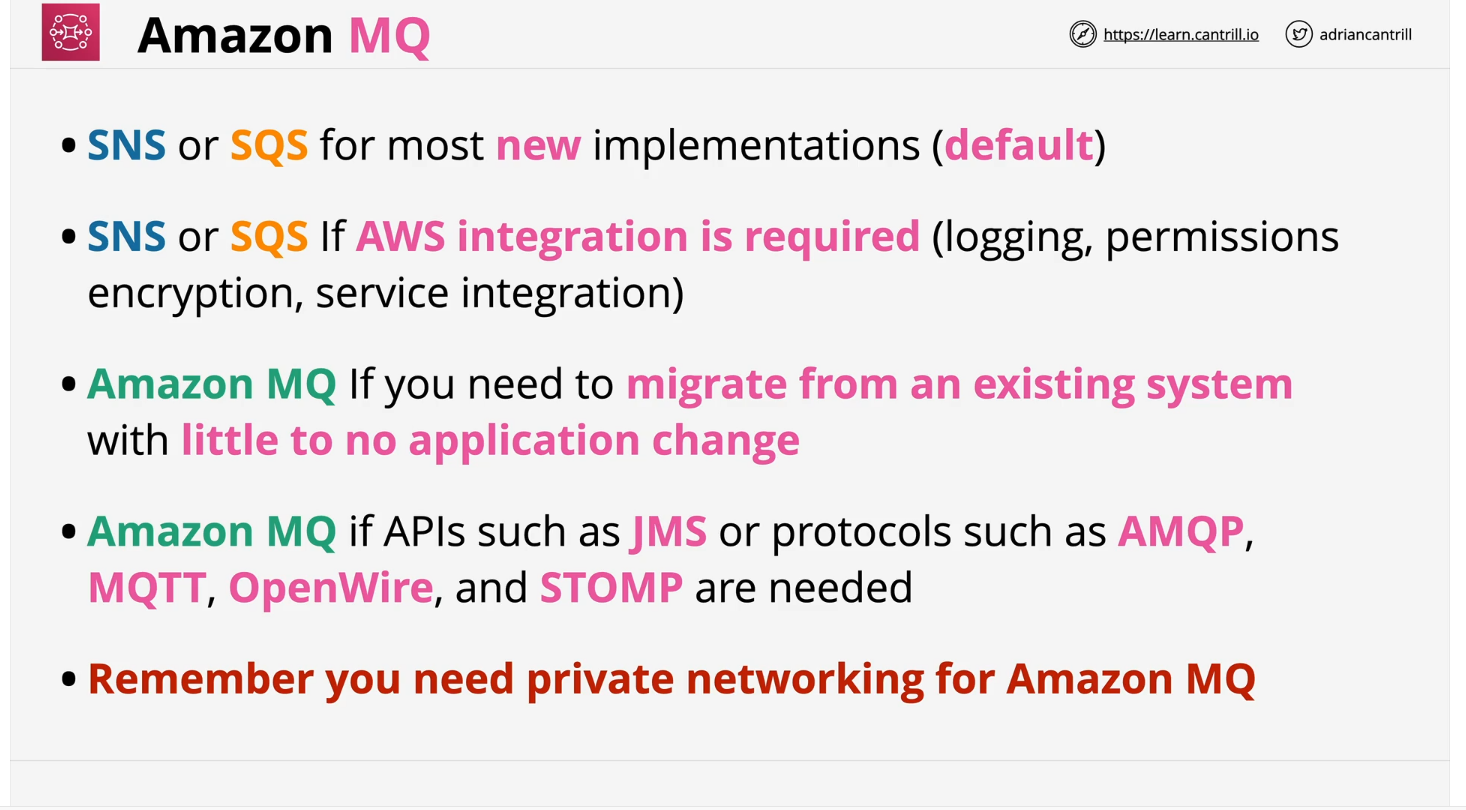 Amazon MQ
https://learn.cantrill.io
adriancantrill
• SNS or SQS for most new implementations (default)
• SNS or SQS If AWS integration is required (logging, permissions
encryption, service integration)
• Amazon MQ If you need to migrate from an existing system
with little to no application change
• Amazon MQ if APIs such as JMS or protocols such as AMQP,
MQTT, OpenWire, and STOMP are needed
• Remember you need private networking for Amazon MQ